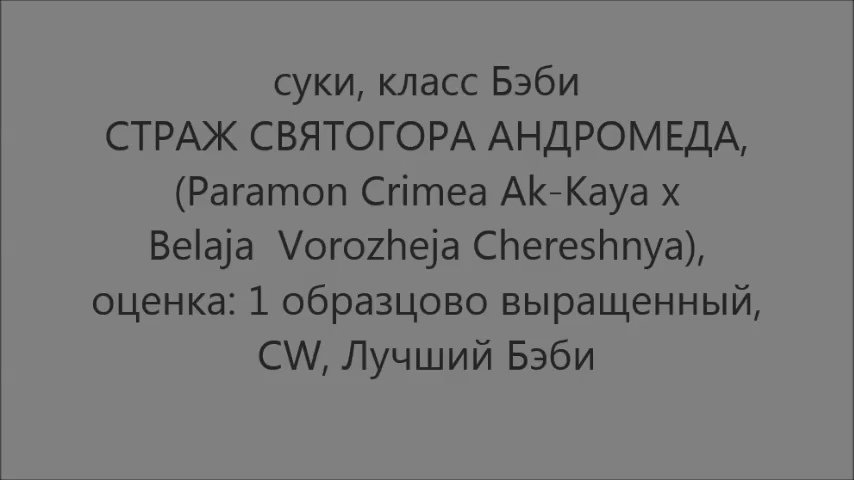 суки, класс Бэби
СТРАЖ СВЯТОГОРА АНДРОМЕДА,
(Paramon Crimea Ak-Kaya x
Belaja  Vorozheja Chereshnya),
оценка: 1 образцово выращенный,
CW, Лучший Бэби